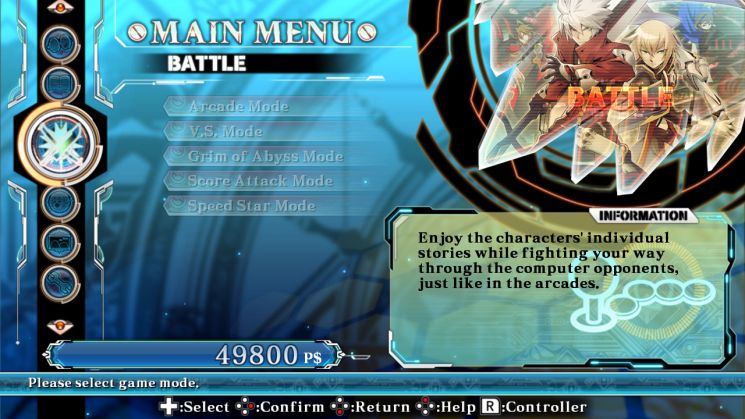 MAIN MENU
BATTLE
Arcade Mode
V.S. Mode
Grim of Abyss Mode
Score Attack Mode
Speed Star Mode
BATTLE
INFORMATION
Enjoy the characters' individual
stories while fighting your way
through the computer opponents,
just like in the arcades.
49800 P$
Please select game mode.
:Select :Confirm :Return :Help R:Controller